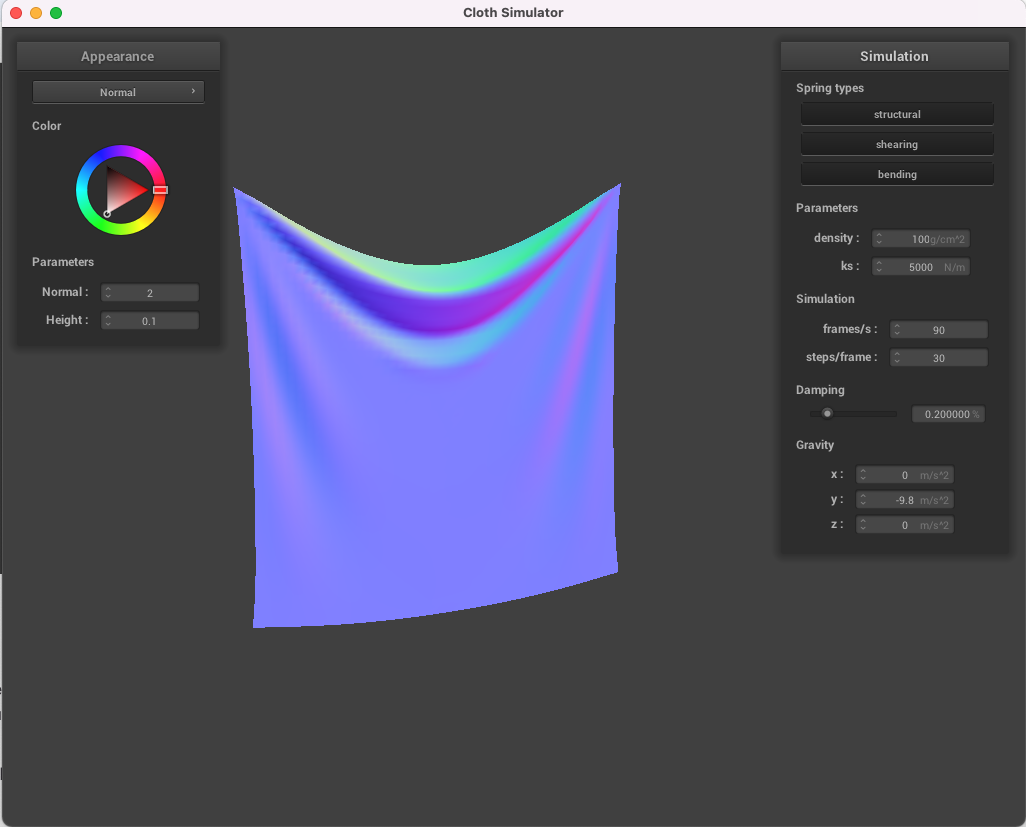 Cloth Simulator
Appearance
Normal
Color
Parameters
Normal : 2
Height : 0.1
Simulation
Spring types
structural
shearing
bending
Parameters
density : 100g/cm^2
ks : 5000 N/m
Simulation
frames/s : 90
steps/frame : 30
Damping
0.200000 %
Gravity
x : 0 m/s^2
y : -9.8 m/s^2
z : 0 m/s^2